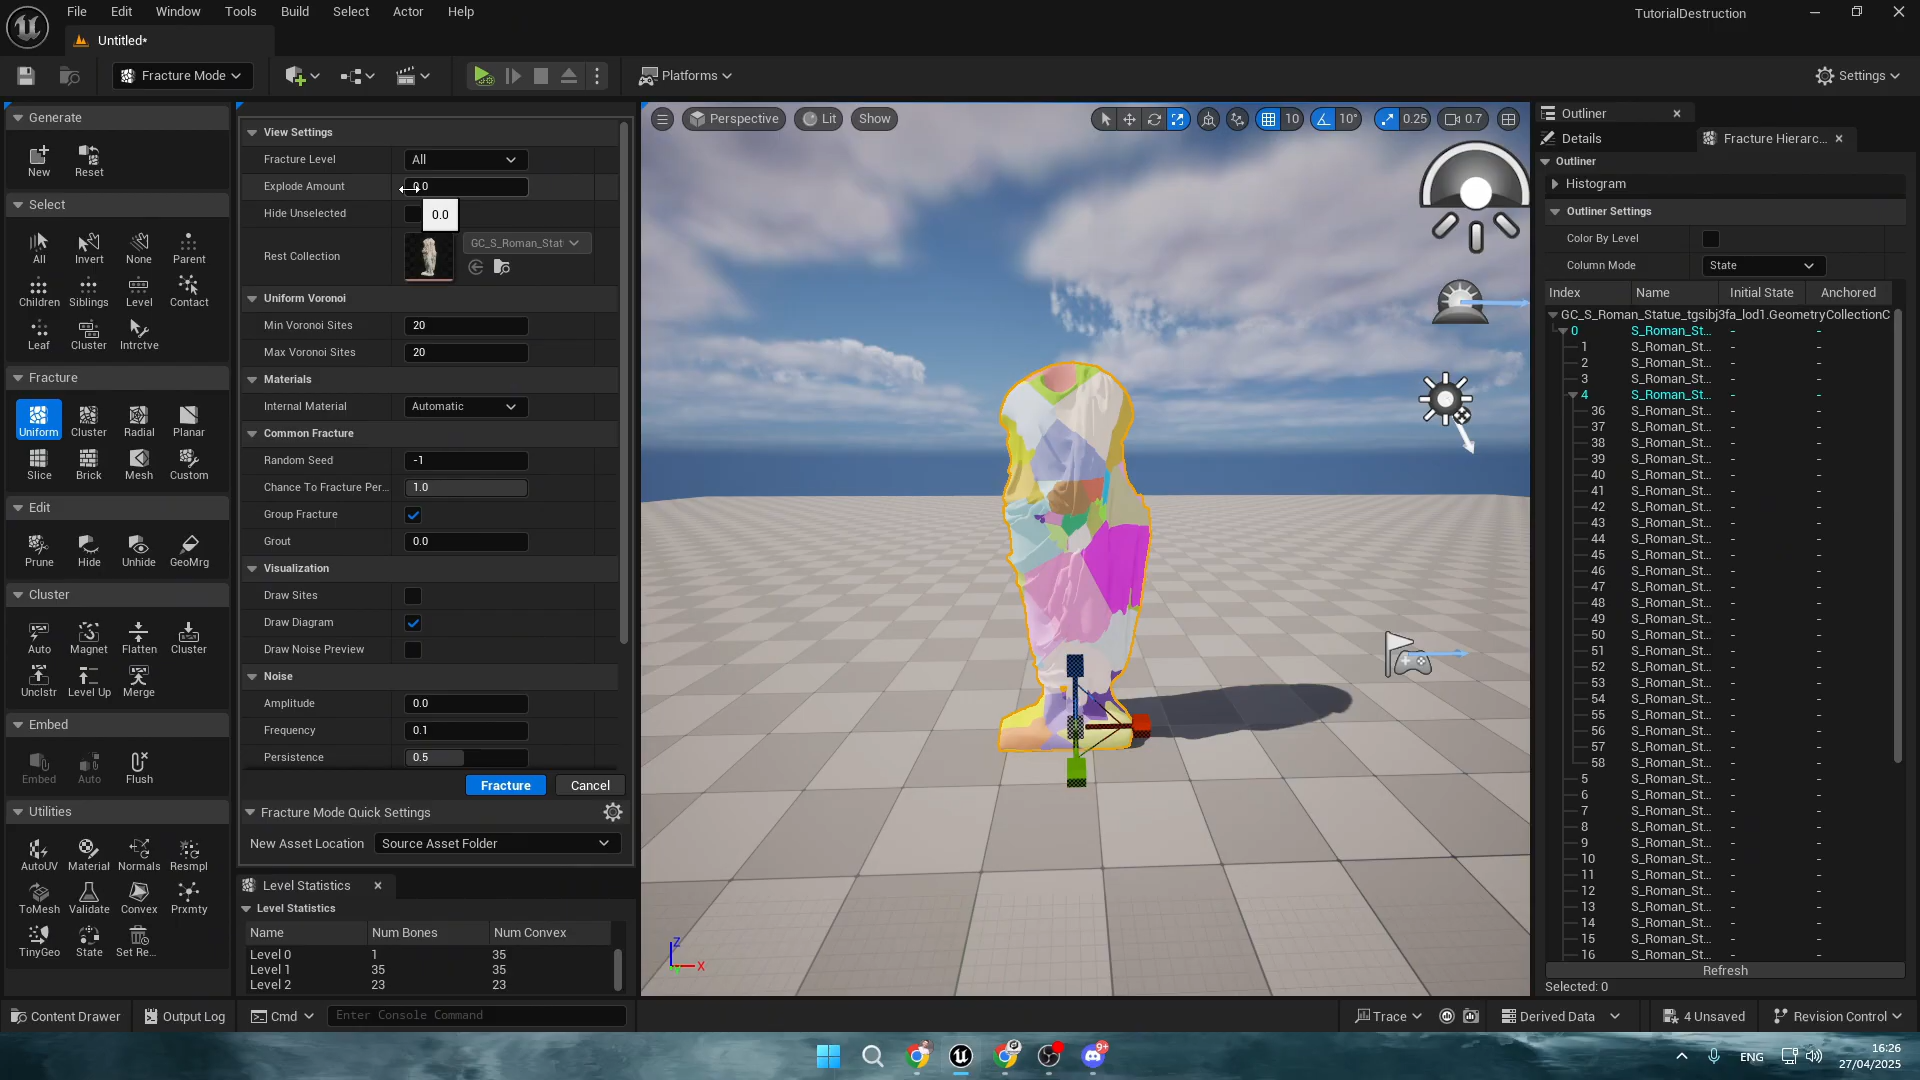 File Edit Window Tools Build Select Actor Help
TutorialDestruction
Untitled*
Fracture Mode
Platforms
Settings
Generate
New Reset
Select
All Invert None Parent
Children Siblings Level Contact
Leaf Cluster Intrctve
Fracture
Uniform Cluster Radial Planar
Slice Brick Mesh Custom
Edit
Prune Hide Unhide GeoMrg
Cluster
Auto Magnet Flatten Cluster
Unclstr Level Up Merge
Embed
Embed Auto Flush
Utilities
AutoUV Material Normals Resmpl
ToMesh Validate Convex Prxmty
TinyGeo State Set Re...
View Settings
Fracture Level All
Explode Amount 0.0
Hide Unselected
0.0
Rest Collection GC_S_Roman_Stat
Uniform Voronoi
Min Voronoi Sites 20
Max Voronoi Sites 20
Materials
Internal Material Automatic
Common Fracture
Random Seed -1
Chance To Fracture Per... 1.0
Group Fracture
Grout 0.0
Visualization
Draw Sites
Draw Diagram
Draw Noise Preview
Noise
Amplitude 0.0
Frequency 0.1
Persistence 0.5
Fracture Cancel
Fracture Mode Quick Settings
New Asset Location Source Asset Folder
Level Statistics
Level Statistics
Name Num Bones Num Convex
Level 0 1 35
Level 1 35 35
Level 2 23 23
Perspective Lit Show
10 10° 0.25 0.7
Z
X
Outliner
Details Fracture Hierarc...
Outliner
Histogram
Outliner Settings
Color By Level
Column Mode State
Index Name Initial State Anchored
GC_S_Roman_Statue_tgsibj3fa_lod1.GeometryCollectionC
0 S_Roman_St... - -
1 S_Roman_St... - -
2 S_Roman_St... - -
3 S_Roman_St... - -
4 S_Roman_St... - -
36 S_Roman_St... - -
37 S_Roman_St... - -
38 S_Roman_St... - -
39 S_Roman_St... - -
40 S_Roman_St... - -
41 S_Roman_St... - -
42 S_Roman_St... - -
43 S_Roman_St... - -
44 S_Roman_St... - -
45 S_Roman_St... - -
46 S_Roman_St... - -
47 S_Roman_St... - -
48 S_Roman_St... - -
49 S_Roman_St... - -
50 S_Roman_St... - -
51 S_Roman_St... - -
52 S_Roman_St... - -
53 S_Roman_St... - -
54 S_Roman_St... - -
55 S_Roman_St... - -
56 S_Roman_St... - -
57 S_Roman_St... - -
58 S_Roman_St... - -
5 S_Roman_St... - -
6 S_Roman_St... - -
7 S_Roman_St... - -
8 S_Roman_St... - -
9 S_Roman_St... - -
10 S_Roman_St... - -
11 S_Roman_St... - -
12 S_Roman_St... - -
13 S_Roman_St... - -
14 S_Roman_St... - -
15 S_Roman_St... - -
16 S_Roman_St... - -
Refresh
Selected: 0
Content Drawer Output Log Cmd Enter Console Command
Trace Derived Data 4 Unsaved Revision Control
9+
ENG
16:26
27/04/2025